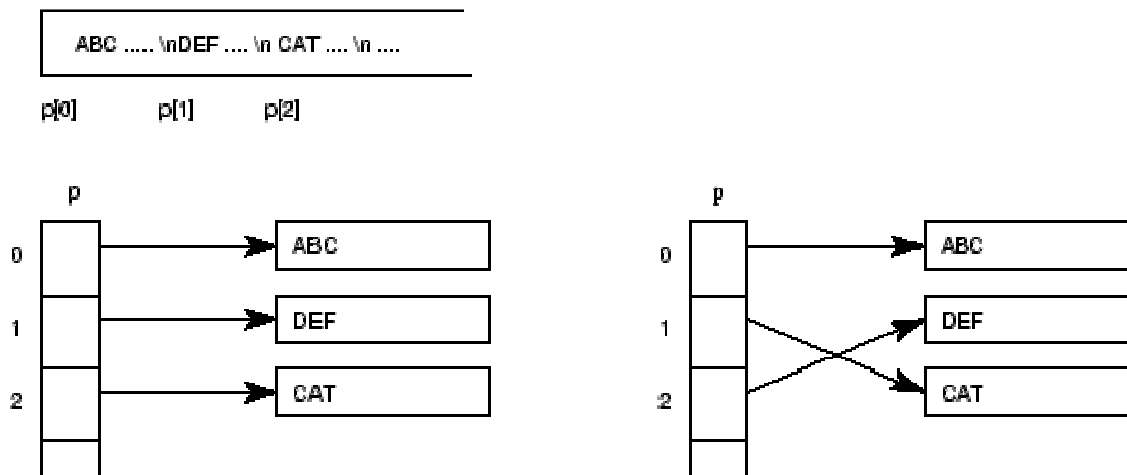 ABC ..... \nDEF .... \n CAT .... \n ....
p[0] p[1] p[2]
p
0 ABC
1 DEF
2 CAT
p
0 ABC
1 DEF
2 CAT